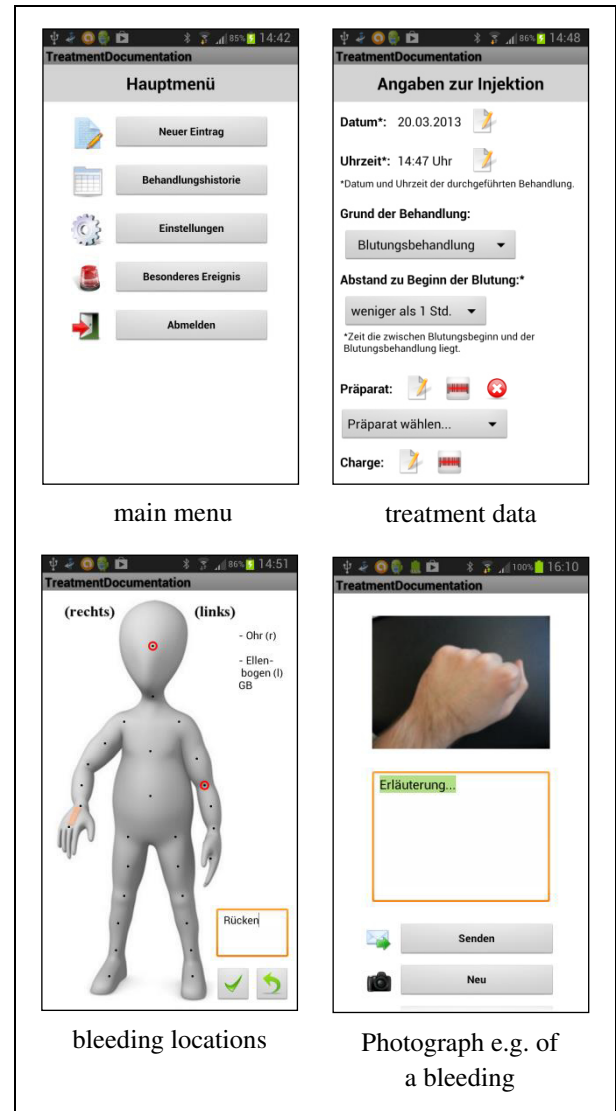 85% 14:42
TreatmentDocumentation
Hauptmenü
Neuer Eintrag
Behandlungshistorie
Einstellungen
Besonderes Ereignis
Abmelden
main menu
86% 14:48
TreatmentDocumentation
Angaben zur Injektion
Datum*: 20.03.2013
Uhrzeit*: 14:47 Uhr
*Datum und Uhrzeit der durchgeführten Behandlung.
Grund der Behandlung:
Blutungsbehandlung
Abstand zu Beginn der Blutung:*
weniger als 1 Std.
*Zeit die zwischen Blutungsbeginn und der
Blutungsbehandlung liegt.
Präparat:
Präparat wählen...
Charge:
treatment data
86% 14:51
TreatmentDocumentation
(rechts) (links)
- Ohr (r)
- Ellen-
bogen (l)
GB
Rücken
bleeding locations
100% 16:10
TreatmentDocumentation
Erläuterung...
Senden
Neu
Photograph e.g. of
a bleeding